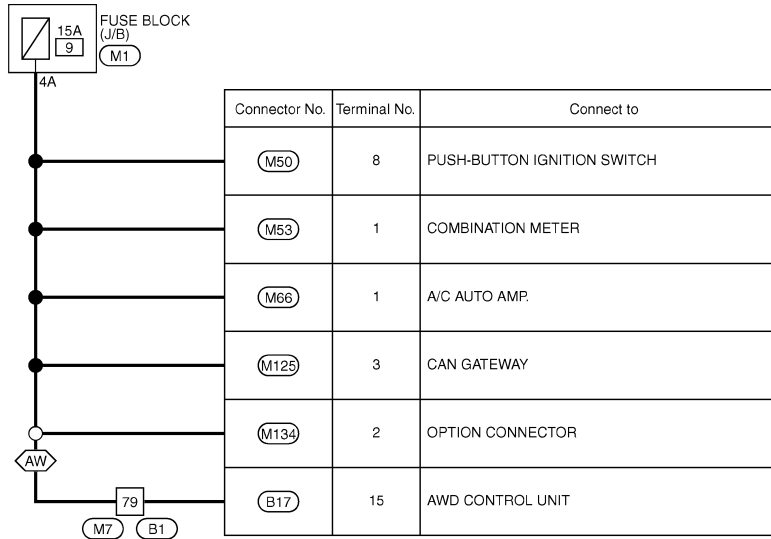 FUSE BLOCK
(J/B)
15A
9
M1
4A
Connector No. Terminal No. Connect to
M50 8 PUSH-BUTTON IGNITION SWITCH
M53 1 COMBINATION METER
M66 1 A/C AUTO AMP.
M125 3 CAN GATEWAY
M134 2 OPTION CONNECTOR
AW
79 B17 15 AWD CONTROL UNIT
M7 B1